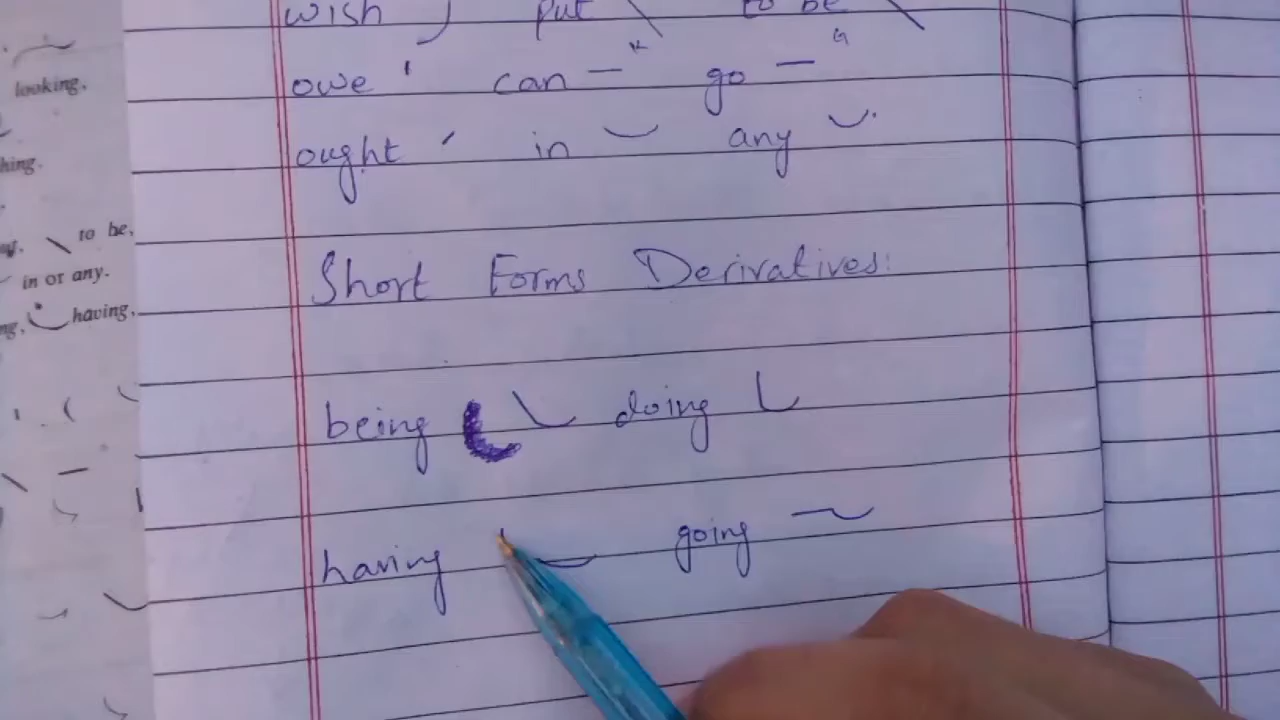 wish put to be
owe can K go G
ought in any
Short Forms Derivatives:
being doing
having going
looking,
hing.
to be,
in or any.
having,